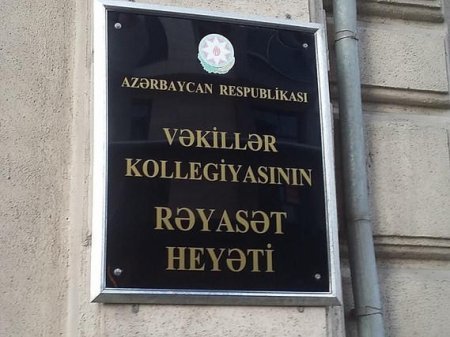 AZƏRBAYCAN RESPUBLİKASI
VƏKİLLƏR
KOLLEGİYASININ
RƏYASƏT
HEYƏTİ